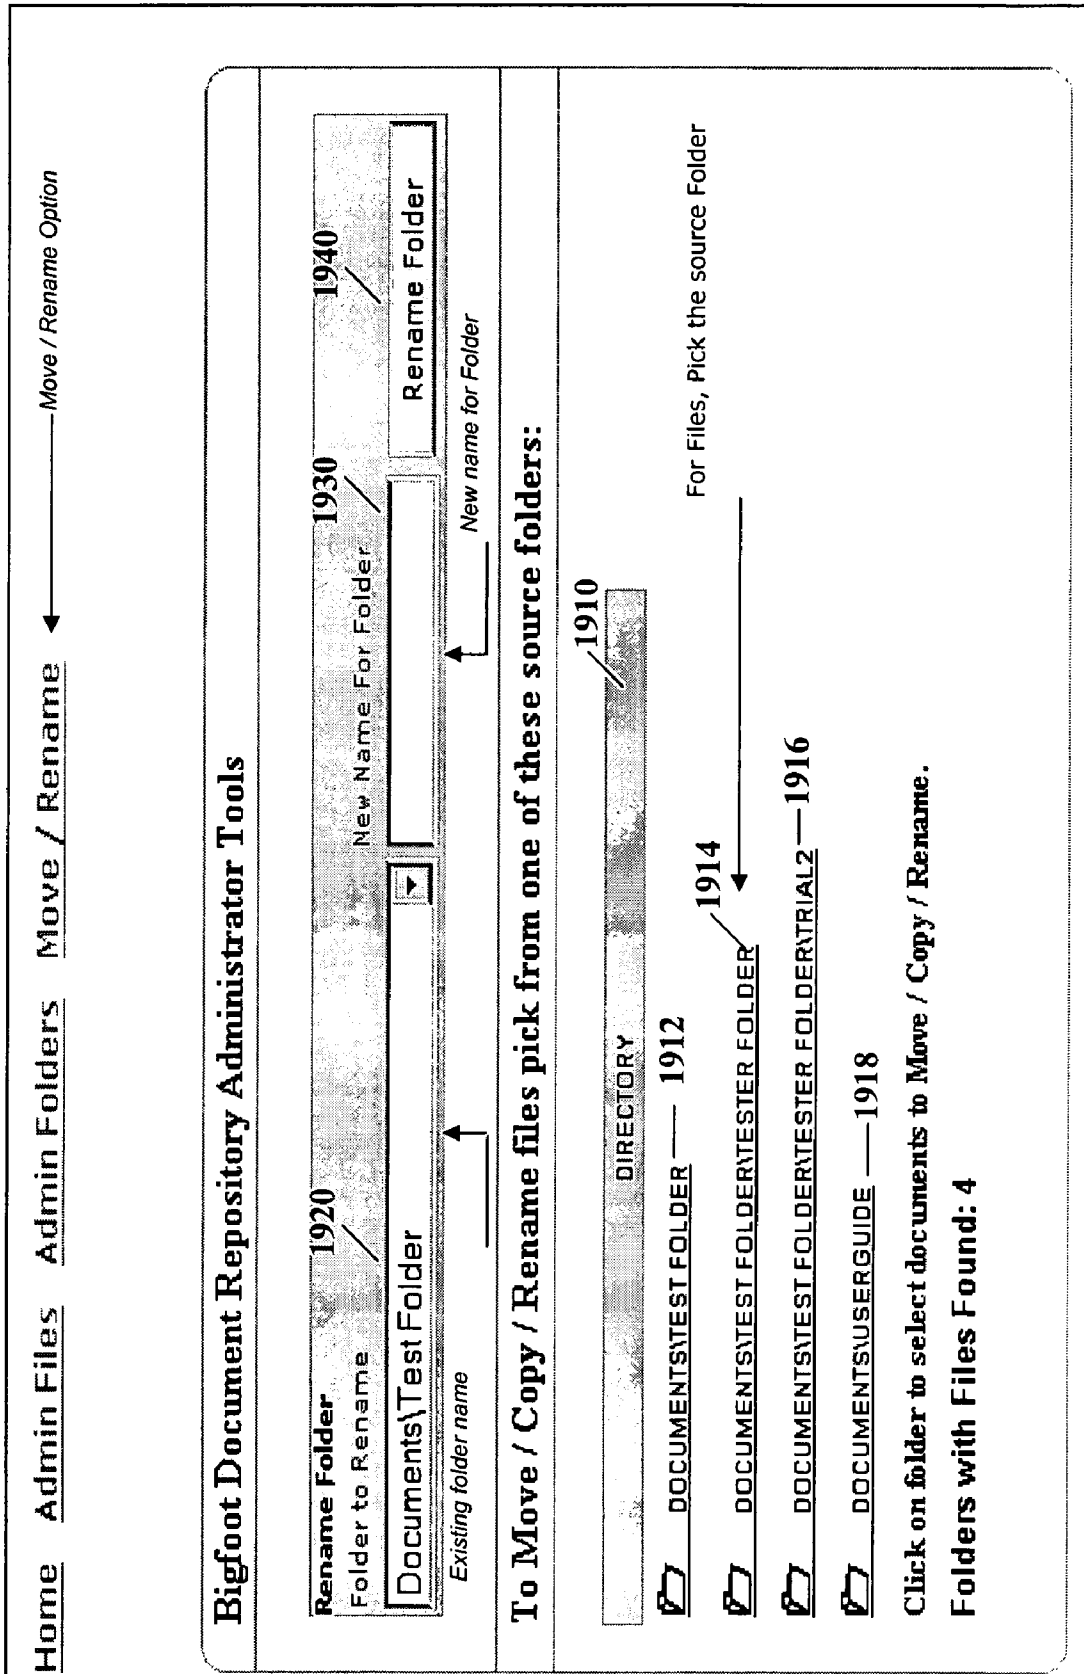 Home Admin Files Admin Folders Move / Rename Move / Rename Option
Bigfoot Document Repository Administrator Tools
Rename Folder 1920 1930 1940
Folder to Rename New Name For Folder
Documents\Test Folder Rename Folder
Existing folder name New name for Folder
To Move / Copy / Rename files pick from one of these source folders:
1910
DIRECTORY
DOCUMENTS\TEST FOLDER 1912
For Files, Pick the source Folder
1914
DOCUMENTS\TEST FOLDER\TESTER FOLDER
DOCUMENTS\TEST FOLDER\TESTER FOLDER\TRIAL2 1916
DOCUMENTS\USERGUIDE 1918
Click on folder to select documents to Move / Copy / Rename.
Folders with Files Found: 4